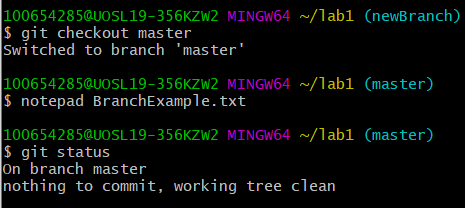 100654285@UOSL19-356KZW2 MINGW64 ~/lab1 (newBranch)
$ git checkout master
Switched to branch 'master'
100654285@UOSL19-356KZW2 MINGW64 ~/lab1 (master)
$ notepad BranchExample.txt
100654285@UOSL19-356KZW2 MINGW64 ~/lab1 (master)
$ git status
On branch master
nothing to commit, working tree clean